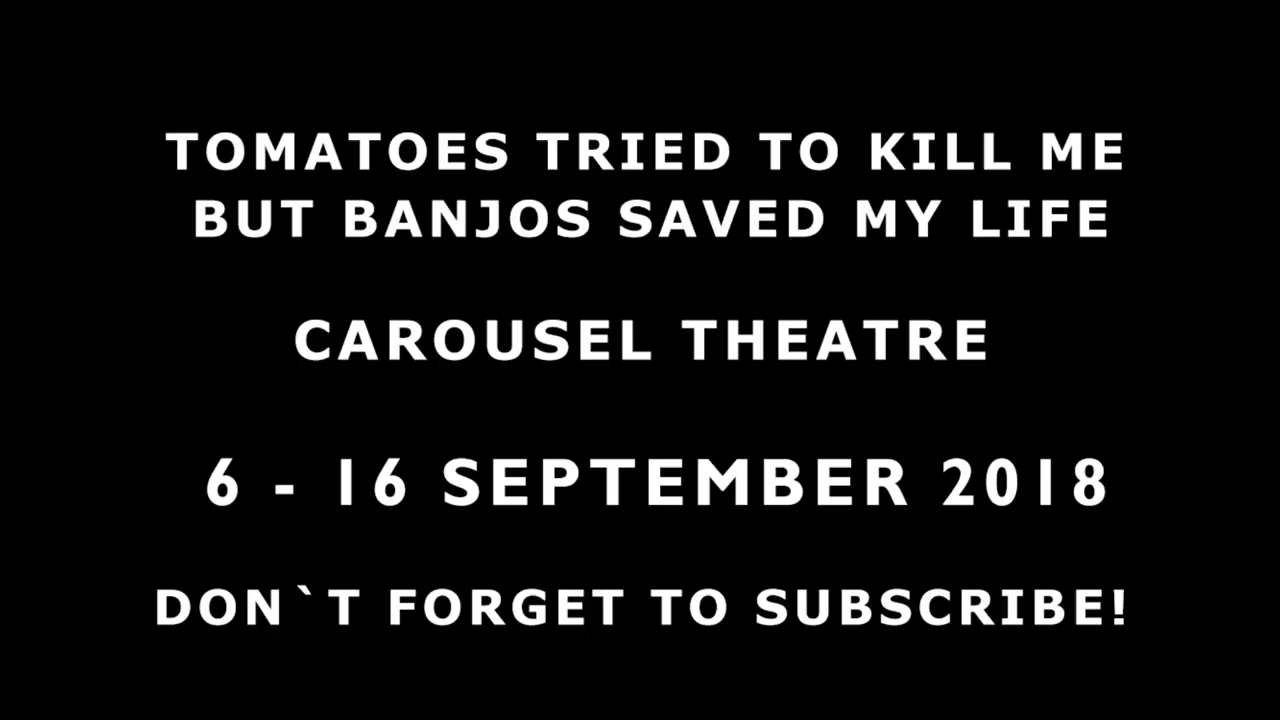 TOMATOES TRIED TO KILL ME
BUT BANJOS SAVED MY LIFE
CAROUSEL THEATRE
6 - 16 SEPTEMBER 2018
DON`T FORGET TO SUBSCRIBE!